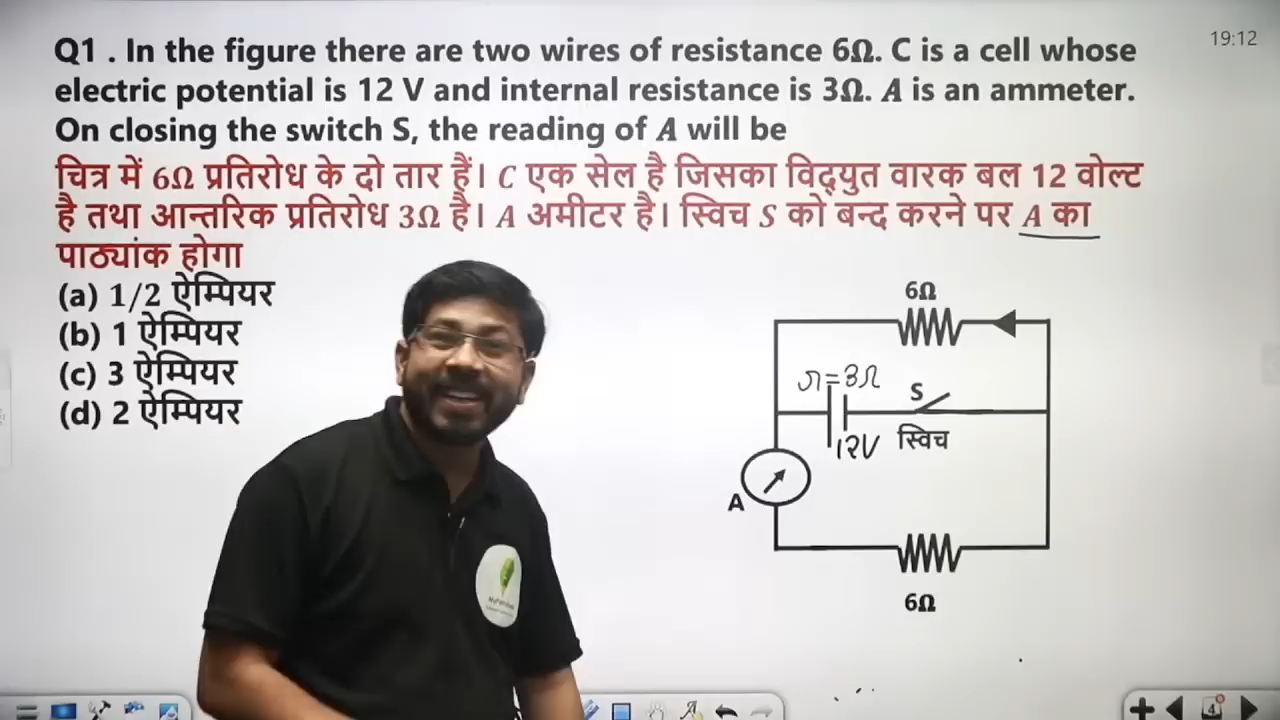 19:12
Q1 . In the figure there are two wires of resistance 6Ω. C is a cell whose
electric potential is 12 V and internal resistance is 3Ω. A is an ammeter.
On closing the switch S, the reading of A will be
चित्र में 6Ω प्रतिरोध के दो तार हैं। C एक सेल है जिसका विद्युत वारक बल 12 वोल्ट
है तथा आन्तरिक प्रतिरोध 3Ω है। A अमीटर है। स्विच S को बन्द करने पर A का
पाठ्यांक होगा
(a) 1/2 ऐम्पियर
(b) 1 ऐम्पियर
(c) 3 ऐम्पियर
(d) 2 ऐम्पियर
6Ω
r=3Ω
S
12V
स्विच
A
6Ω
4